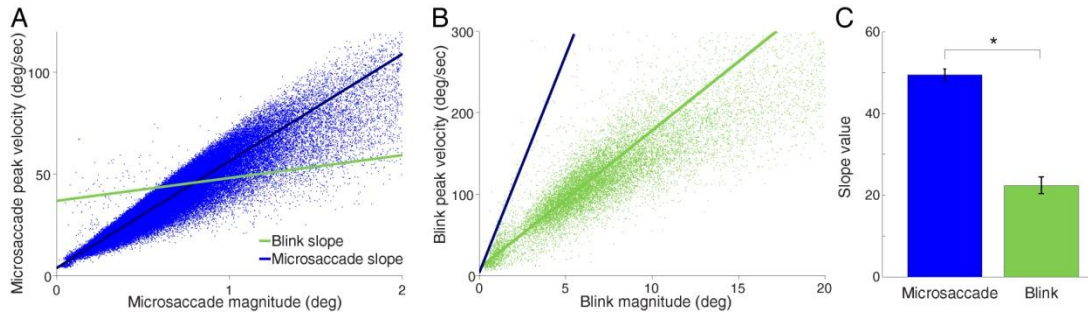 A
Microsaccade peak velocity (deg/sec)
100
50
0
0
1
2
Microsaccade magnitude (deg)
Blink slope
Microsaccade slope
B
Blink peak velocity (deg/sec)
300
200
100
0
0
5
10
15
20
Blink magnitude (deg)
C
Slope value
60
40
20
0
*
Microsaccade
Blink